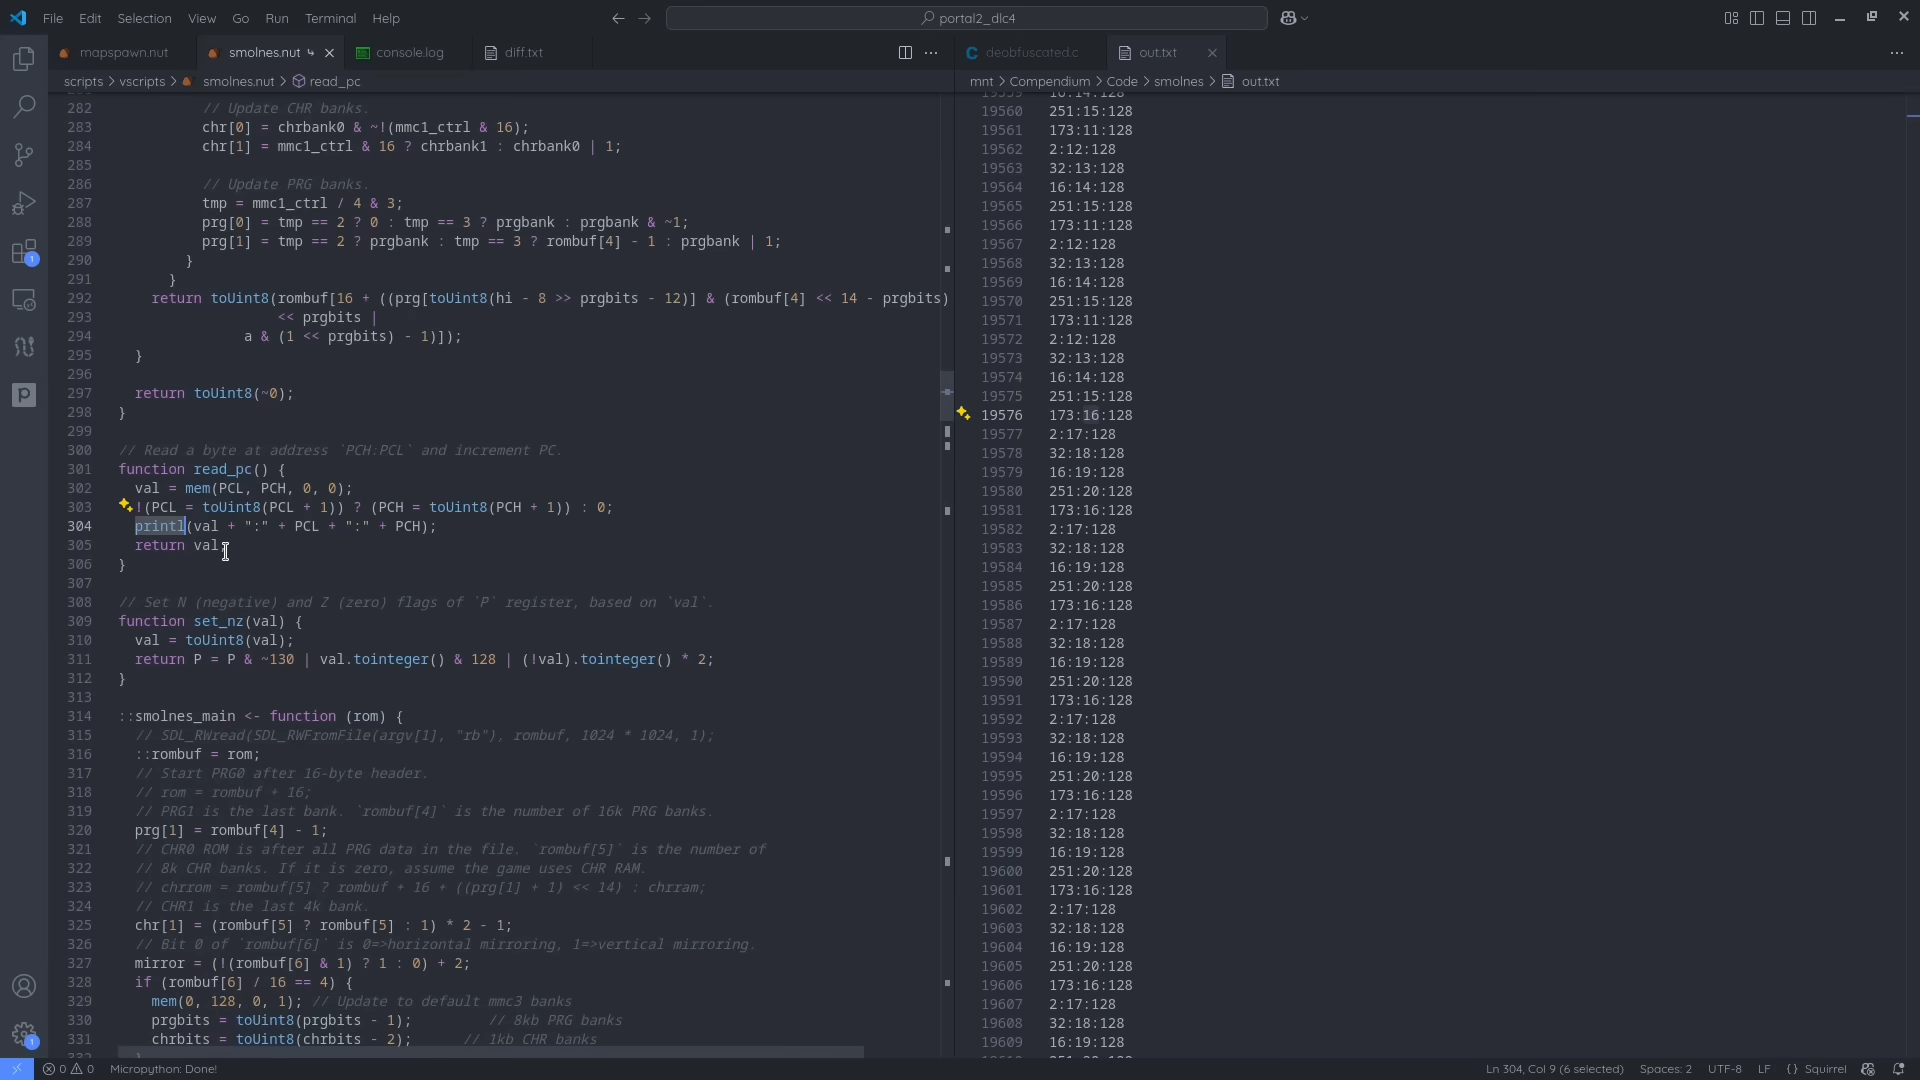 File Edit Selection View Go Run Terminal Help
portal2_dlc4
mapspawn.nut
smolnes.nut
console.log
diff.txt
scripts > vscripts > smolnes.nut > read_pc
282 // Update CHR banks.
283 chr[0] = chrbank0 & ~!(mmc1_ctrl & 16);
284 chr[1] = mmc1_ctrl & 16 ? chrbank1 : chrbank0 | 1;
285
286 // Update PRG banks.
287 tmp = mmc1_ctrl / 4 & 3;
288 prg[0] = tmp == 2 ? 0 : tmp == 3 ? prgbank : prgbank & ~1;
289 prg[1] = tmp == 2 ? prgbank : tmp == 3 ? rombuf[4] - 1 : prgbank | 1;
290 }
291 }
292 return toUint8(rombuf[16 + ((prg[toUint8(hi - 8 >> prgbits - 12)] & (rombuf[4] << 14 - prgbits)
293 << prgbits |
294 a & (1 << prgbits) - 1)]);
295 }
296
297 return toUint8(~0);
298 }
299
300 // Read a byte at address `PCH:PCL` and increment PC.
301 function read_pc() {
302 val = mem(PCL, PCH, 0, 0);
303 !(PCL = toUint8(PCL + 1)) ? (PCH = toUint8(PCH + 1)) : 0;
304 printl(val + ":" + PCL + ":" + PCH);
305 return val;
306 }
307
308 // Set N (negative) and Z (zero) flags of `P` register, based on `val`.
309 function set_nz(val) {
310 val = toUint8(val);
311 return P = P & ~130 | val.tointeger() & 128 | (!val).tointeger() * 2;
312 }
313
314 ::smolnes_main <- function (rom) {
315 // SDL_RWread(SDL_RWFromFile(argv[1], "rb"), rombuf, 1024 * 1024, 1);
316 ::rombuf = rom;
317 // Start PRG0 after 16-byte header.
318 // rom = rombuf + 16;
319 // PRG1 is the last bank. `rombuf[4]` is the number of 16k PRG banks.
320 prg[1] = rombuf[4] - 1;
321 // CHR0 ROM is after all PRG data in the file. `rombuf[5]` is the number of
322 // 8k CHR banks. If it is zero, assume the game uses CHR RAM.
323 // chrrom = rombuf[5] ? rombuf + 16 + ((prg[1] + 1) << 14) : chrram;
324 // CHR1 is the last 4k bank.
325 chr[1] = (rombuf[5] ? rombuf[5] : 1) * 2 - 1;
326 // Bit 0 of `rombuf[6]` is 0=>horizontal mirroring, 1=>vertical mirroring.
327 mirror = (!(rombuf[6] & 1) ? 1 : 0) + 2;
328 if (rombuf[6] / 16 == 4) {
329 mem(0, 128, 0, 1); // Update to default mmc3 banks
330 prgbits = toUint8(prgbits - 1); // 8kb PRG banks
331 chrbits = toUint8(chrbits - 2); // 1kb CHR banks
332 }
deobfuscated.c
out.txt
mnt > Compendium > Code > smolnes > out.txt
19559 16:14:128
19560 251:15:128
19561 173:11:128
19562 2:12:128
19563 32:13:128
19564 16:14:128
19565 251:15:128
19566 173:11:128
19567 2:12:128
19568 32:13:128
19569 16:14:128
19570 251:15:128
19571 173:11:128
19572 2:12:128
19573 32:13:128
19574 16:14:128
19575 251:15:128
19576 173:16:128
19577 2:17:128
19578 32:18:128
19579 16:19:128
19580 251:20:128
19581 173:16:128
19582 2:17:128
19583 32:18:128
19584 16:19:128
19585 251:20:128
19586 173:16:128
19587 2:17:128
19588 32:18:128
19589 16:19:128
19590 251:20:128
19591 173:16:128
19592 2:17:128
19593 32:18:128
19594 16:19:128
19595 251:20:128
19596 173:16:128
19597 2:17:128
19598 32:18:128
19599 16:19:128
19600 251:20:128
19601 173:16:128
19602 2:17:128
19603 32:18:128
19604 16:19:128
19605 251:20:128
19606 173:16:128
19607 2:17:128
19608 32:18:128
19609 16:19:128
19610 251:20:128
1
1
0 0 Micropython: Done!
Ln 304, Col 9 (6 selected) Spaces: 2 UTF-8 LF { } Squirrel